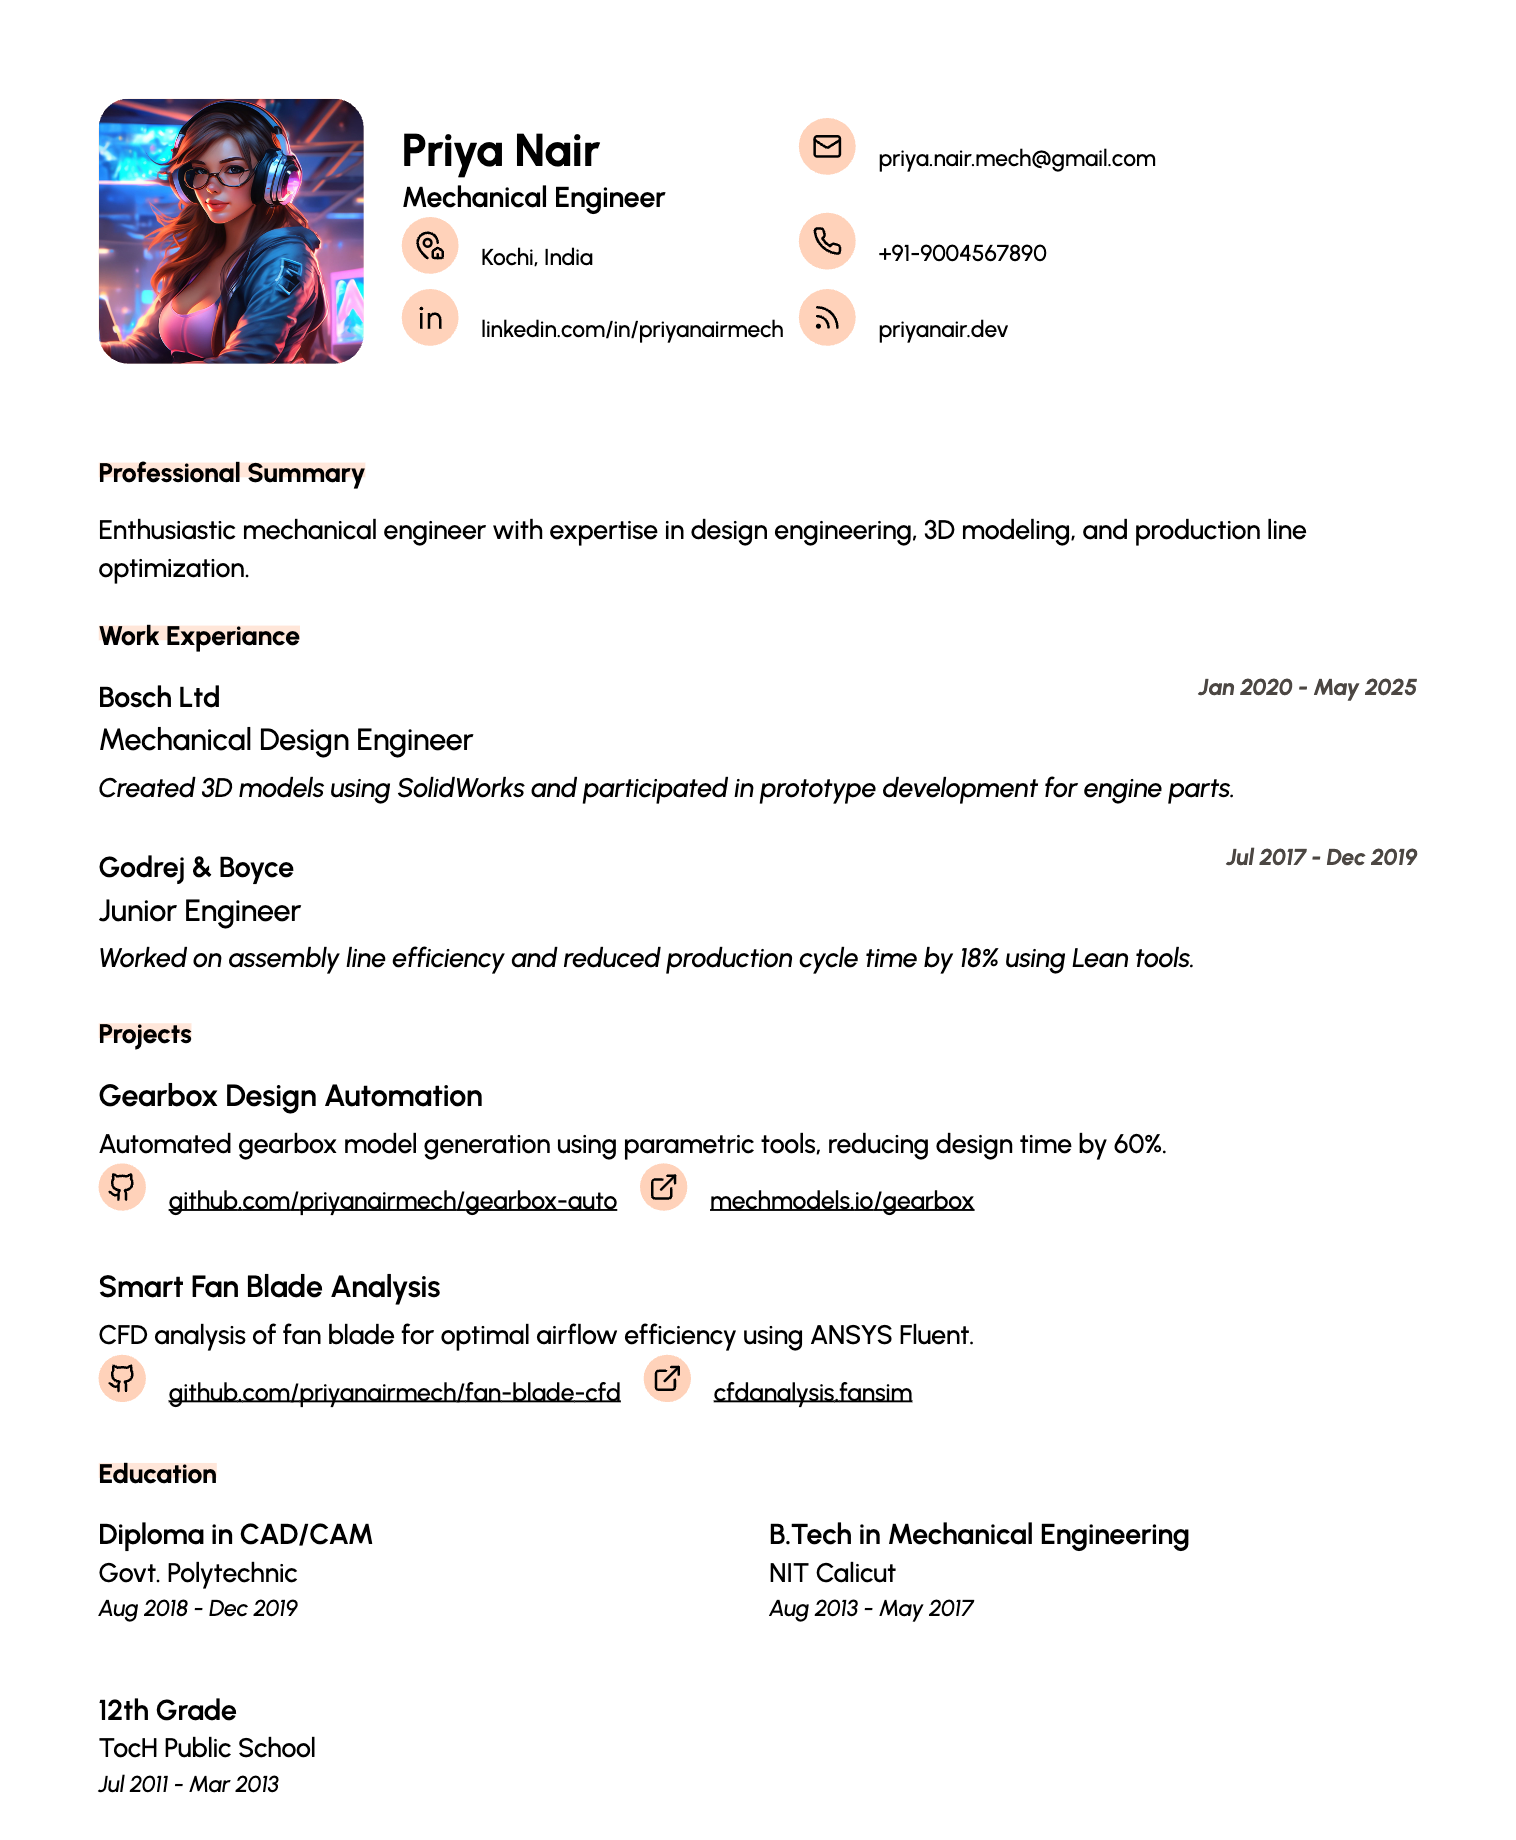 Priya Nair
Mechanical Engineer
Kochi, India
in linkedin.com/in/priyanairmech
priya.nair.mech@gmail.com
+91-9004567890
priyanair.dev
Professional Summary
Enthusiastic mechanical engineer with expertise in design engineering, 3D modeling, and production line
optimization.
Work Experiance
Bosch Ltd
Jan 2020 - May 2025
Mechanical Design Engineer
Created 3D models using SolidWorks and participated in prototype development for engine parts.
Godrej & Boyce
Jul 2017 - Dec 2019
Junior Engineer
Worked on assembly line efficiency and reduced production cycle time by 18% using Lean tools.
Projects
Gearbox Design Automation
Automated gearbox model generation using parametric tools, reducing design time by 60%.
github.com/priyanairmech/gearbox-auto mechmodels.io/gearbox
Smart Fan Blade Analysis
CFD analysis of fan blade for optimal airflow efficiency using ANSYS Fluent.
github.com/priyanairmech/fan-blade-cfd cfdanalysis.fansim
Education
Diploma in CAD/CAM
Govt. Polytechnic
Aug 2018 - Dec 2019
B.Tech in Mechanical Engineering
NIT Calicut
Aug 2013 - May 2017
12th Grade
TocH Public School
Jul 2011 - Mar 2013